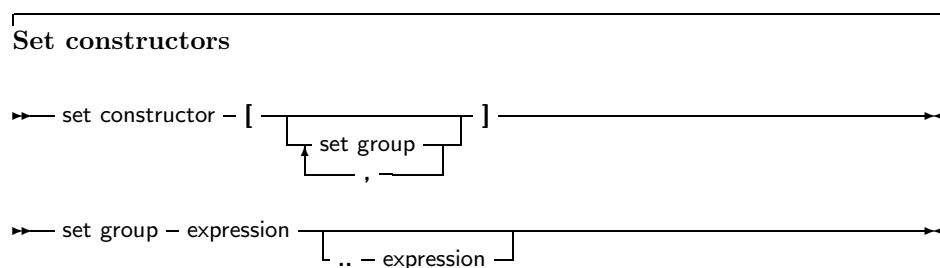 Set constructors
set constructor [ ]
set group
,
set group expression
.. expression